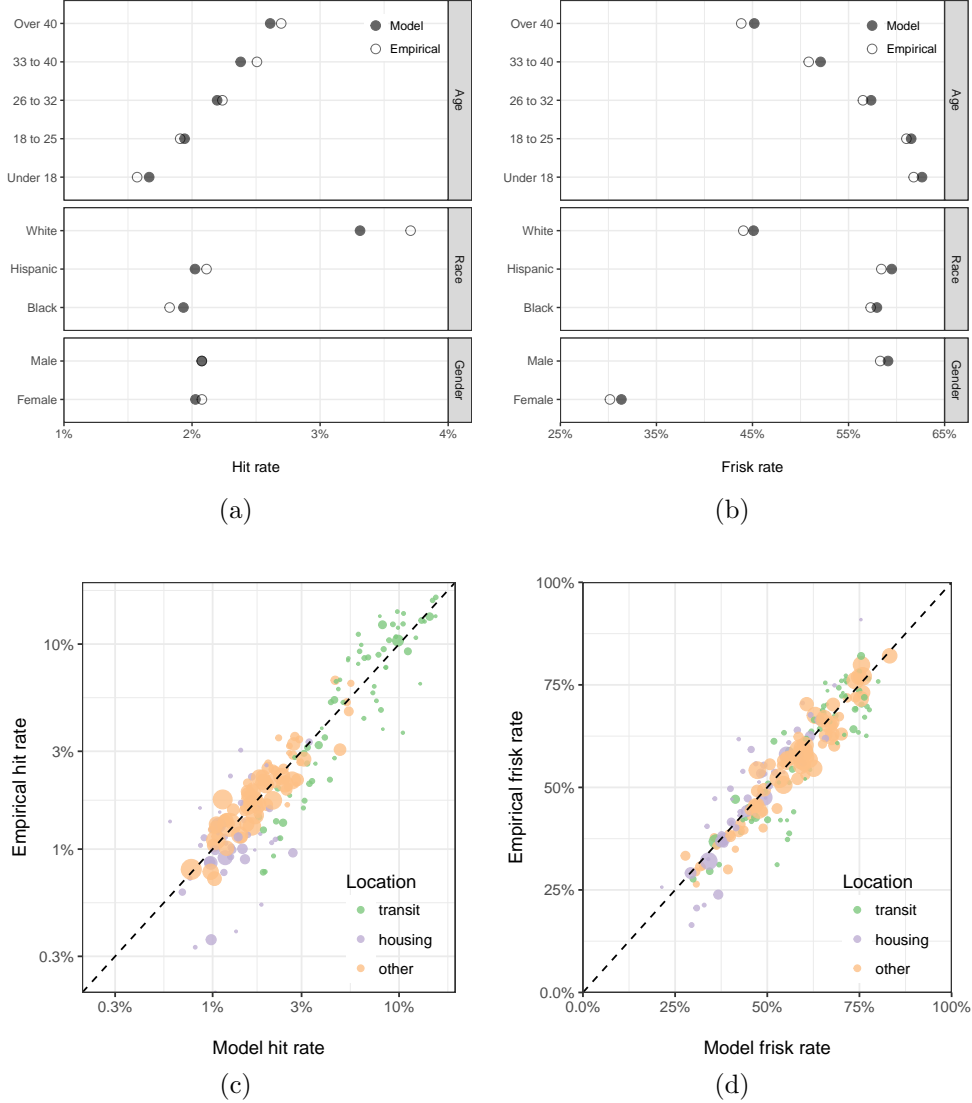 Over 40
33 to 40
26 to 32
18 to 25
Under 18
Model
Empirical
Age
White
Hispanic
Black
Race
Male
Female
Gender
1% 2% 3% 4%
Hit rate
(a)
Over 40
33 to 40
26 to 32
18 to 25
Under 18
Model
Empirical
Age
White
Hispanic
Black
Race
Male
Female
Gender
25% 35% 45% 55% 65%
Frisk rate
(b)
Empirical hit rate
10%
3%
1%
0.3%
Location
transit
housing
other
0.3% 1% 3% 10%
Model hit rate
(c)
Empirical frisk rate
100%
75%
50%
25%
0.0%
Location
transit
housing
other
0.0% 25% 50% 75% 100%
Model frisk rate
(d)